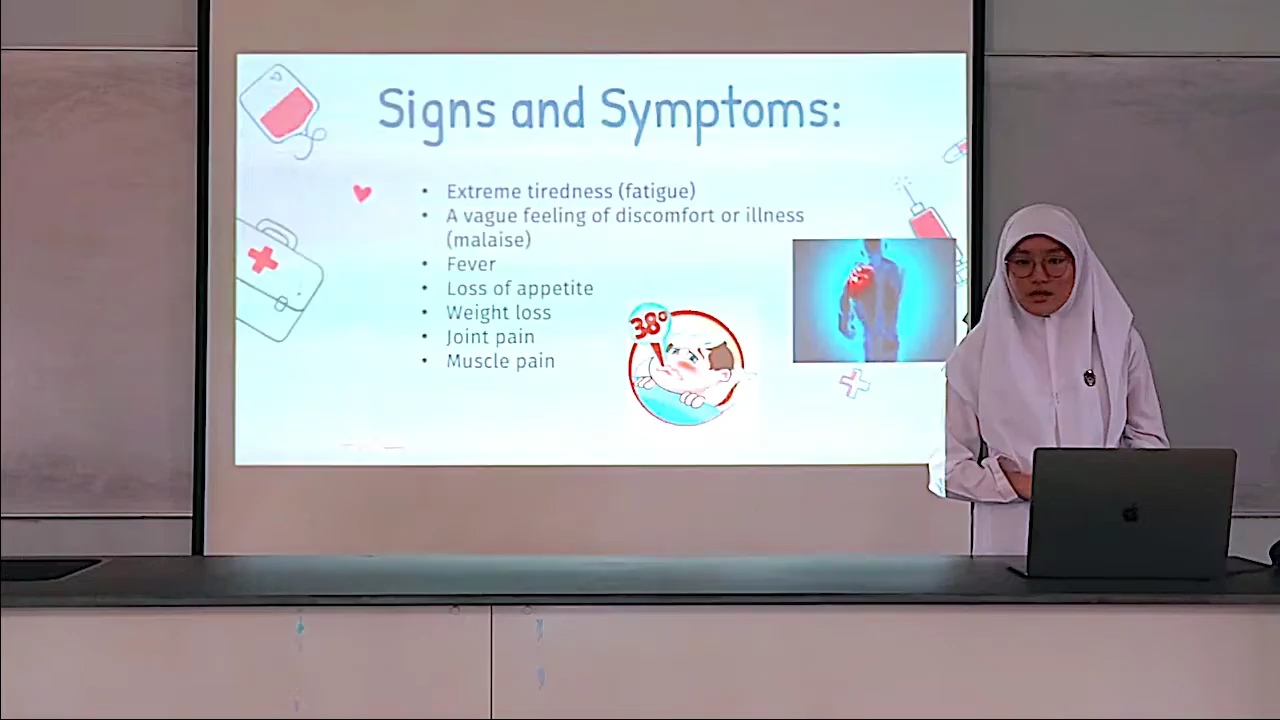 Signs and Symptoms:
• Extreme tiredness (fatigue)
• A vague feeling of discomfort or illness
(malaise)
• Fever
• Loss of appetite
• Weight loss
• Joint pain
• Muscle pain
38°